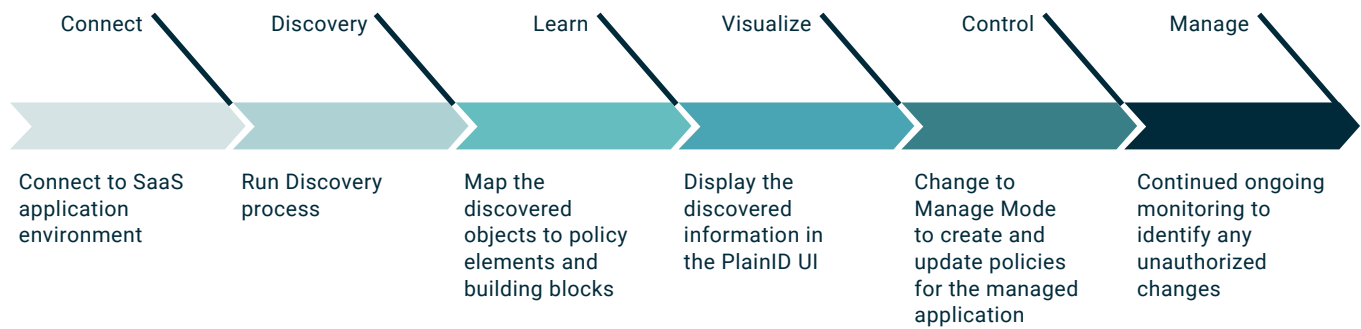 Connect
Discovery
Learn
Visualize
Control
Manage
Connect to SaaS
application
environment
Run Discovery
process
Map the
discovered
objects to policy
elements and
building blocks
Display the
discovered
information in
the PlainID UI
Change to
Manage Mode
to create and
update policies
for the managed
application
Continued ongoing
monitoring to
identify any
unauthorized
changes